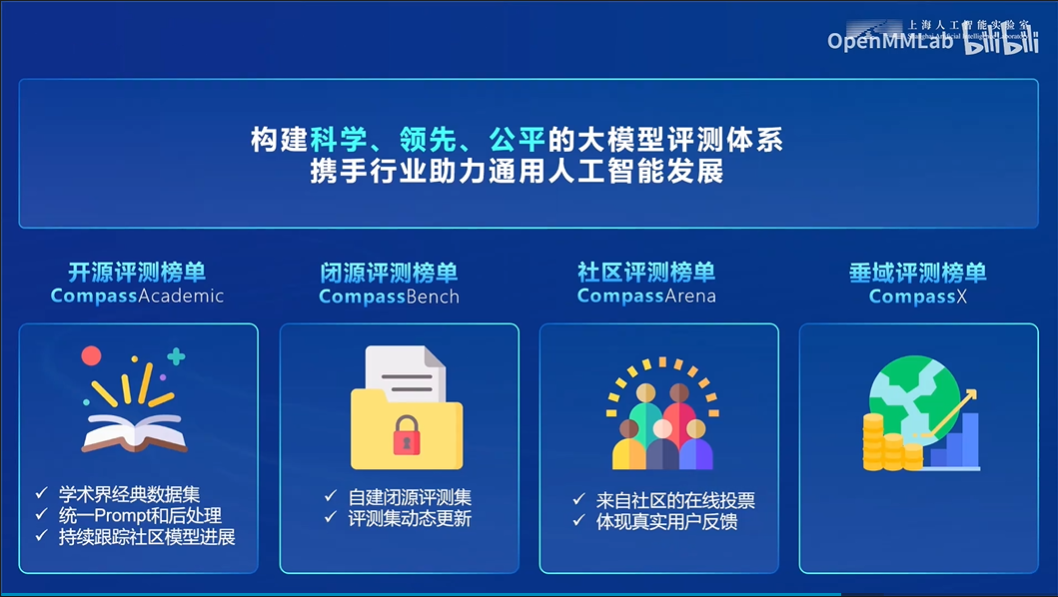 上海人工智能实验室
OpenMMLab bilibili
构建科学、领先、公平的大模型评测体系
携手行业助力通用人工智能发展
开源评测榜单
CompassAcademic
闭源评测榜单
CompassBench
社区评测榜单
CompassArena
垂域评测榜单
CompassX
✓ 学术界经典数据集
✓ 统一Prompt和后处理
✓ 持续跟踪社区模型进展
✓ 自建闭源评测集
✓ 评测集动态更新
✓ 来自社区的在线投票
✓ 体现真实用户反馈